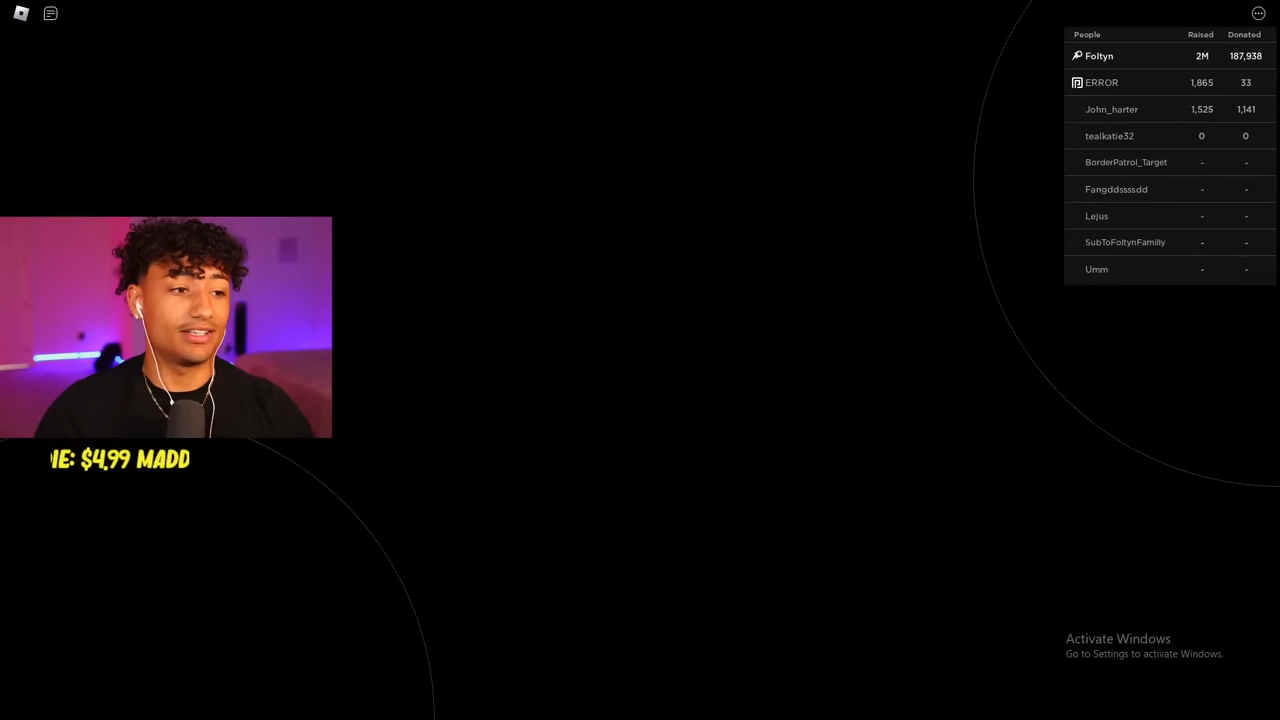 People Raised Donated
Foltyn 2M 187,938
ERROR 1,865 33
John_harter 1,525 1,141
tealkatie32 0 0
BorderPatrol_Target - -
Fangddssssdd - -
Lejus - -
SubToFoltynFamilly - -
Umm - -
IE: $4.99 MADD
Activate Windows
Go to Settings to activate Windows.